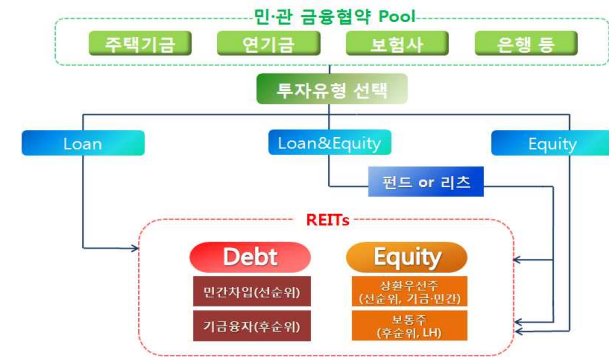 민·관 금융협약 Pool
주택기금 연기금 보험사 은행 등
투자유형 선택
Loan Loan&Equity Equity
펀드 or 리츠
REITs
Debt Equity
민간차입(선순위) 상환우선주
(선순위, 기금·민간)
기금융자(후순위) 보통주
(후순위, LH)